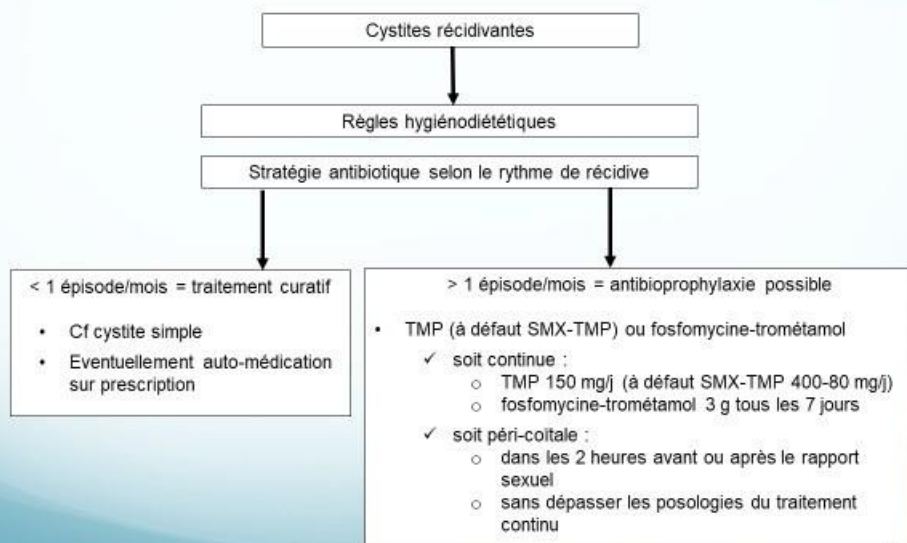 Cystites récidivantes
Règles hygiénodiététiques
Stratégie antibiotique selon le rythme de récidive
< 1 épisode/mois = traitement curatif
• Cf cystite simple
• Eventuellement auto-médication
sur prescription
> 1 épisode/mois = antibioprophylaxie possible
• TMP (à défaut SMX-TMP) ou fosfomycine-trométamol
✓ soit continue :
o TMP 150 mg/j (à défaut SMX-TMP 400-80 mg/j)
o fosfomycine-trométamol 3 g tous les 7 jours
✓ soit péri-coïtale :
o dans les 2 heures avant ou après le rapport
sexuel
o sans dépasser les posologies du traitement
continu